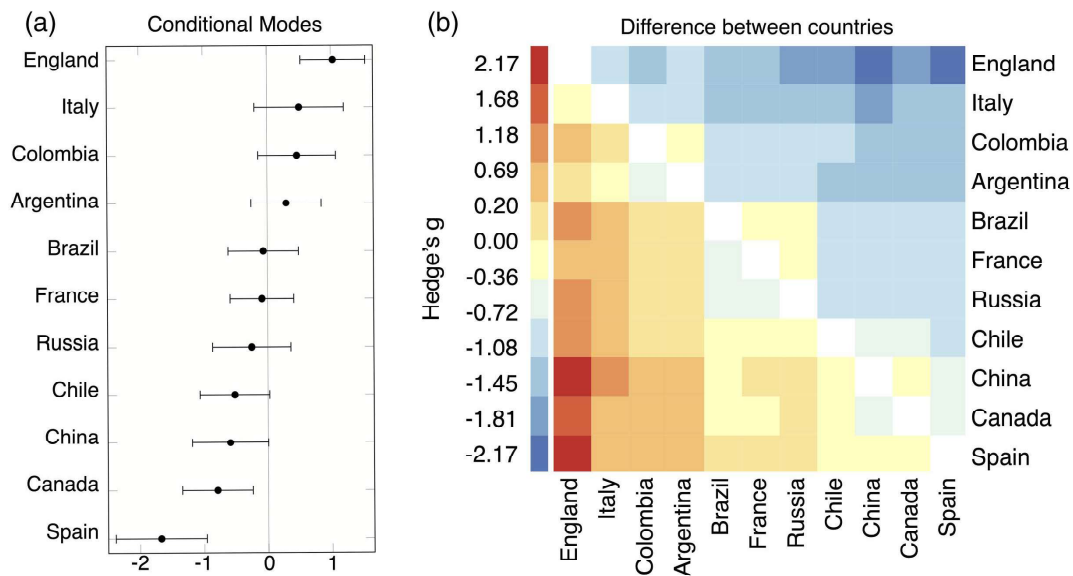 (a)
Conditional Modes
England
Italy
Colombia
Argentina
Brazil
France
Russia
Chile
China
Canada
Spain
-2 -1 0 1
(b)
Difference between countries
Hedge's g
2.17
1.68
1.18
0.69
0.20
0.00
-0.36
-0.72
-1.08
-1.45
-1.81
-2.17
England
Italy
Colombia
Argentina
Brazil
France
Russia
Chile
China
Canada
Spain
England
Italy
Colombia
Argentina
Brazil
France
Russia
Chile
China
Canada
Spain